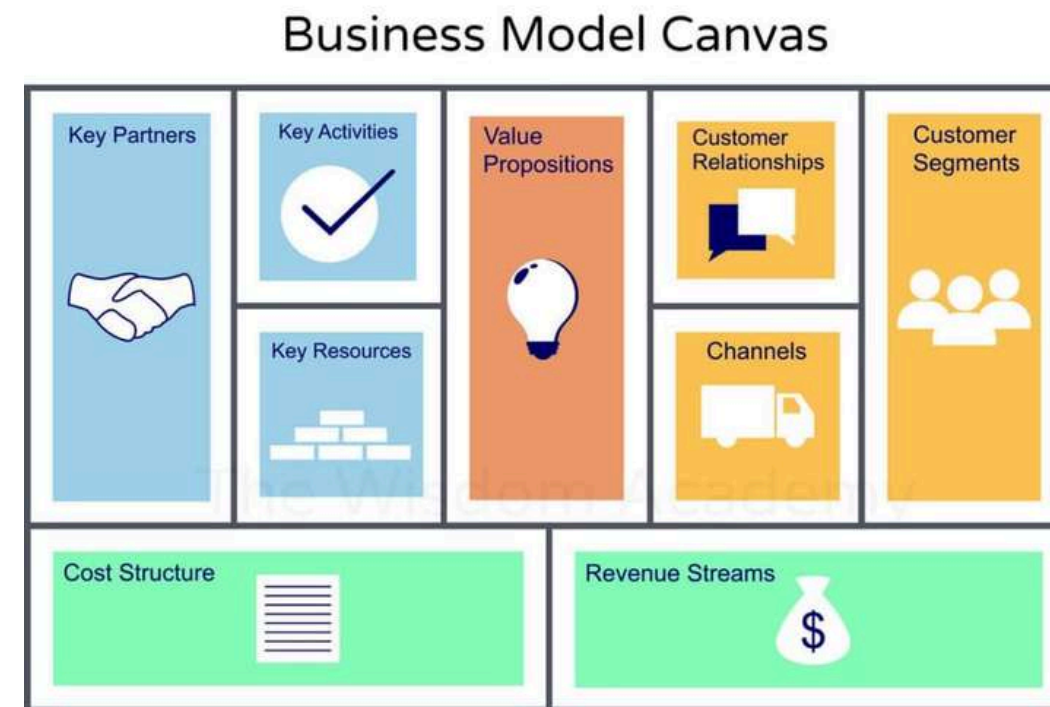 Business Model Canvas
Key Partners
Key Activities
Key Resources
Value
Propositions
Customer
Relationships
Channels
Customer
Segments
The Wisdom Academy
Cost Structure
Revenue Streams
$